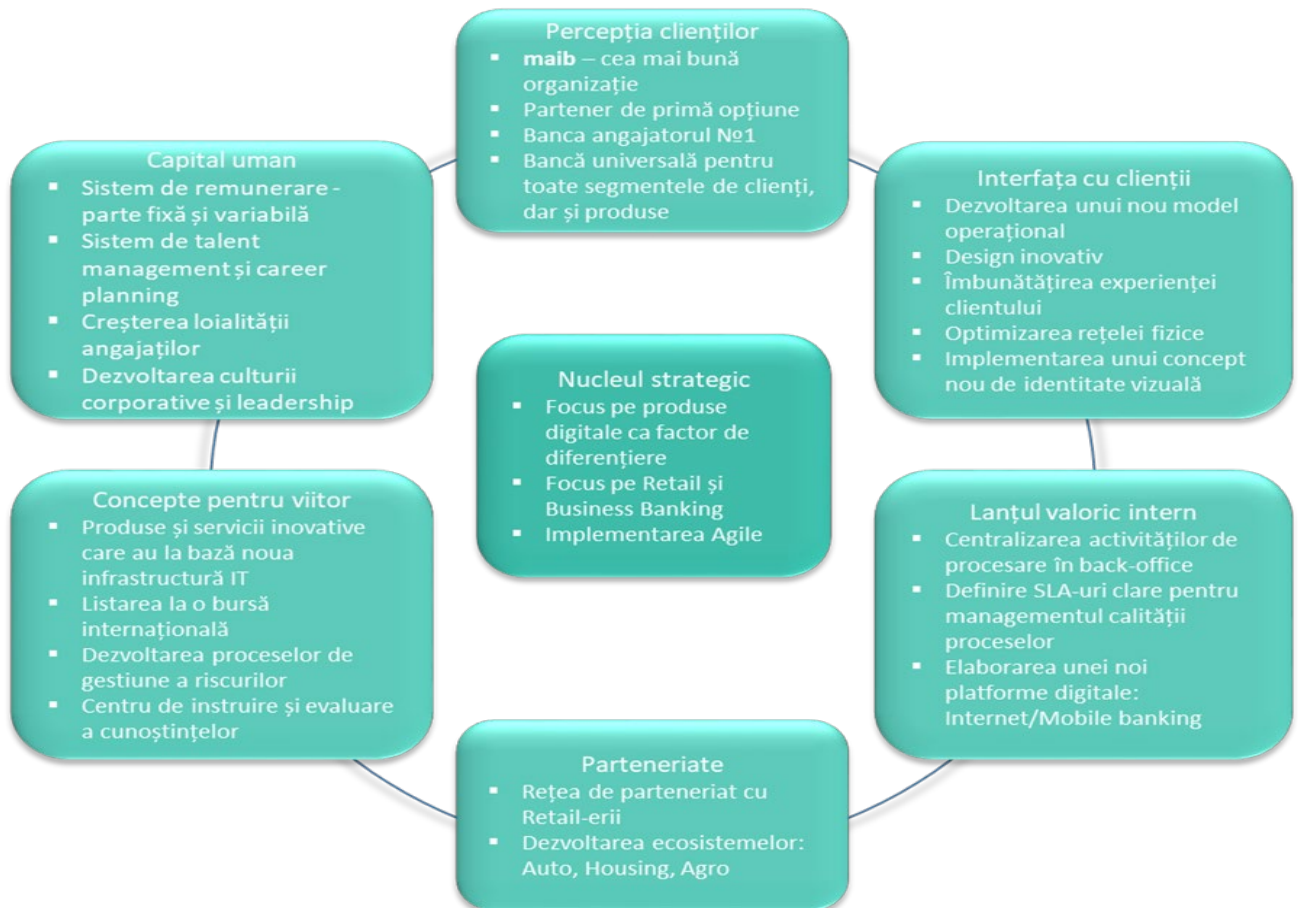 Percepția clienților
▪ maib – cea mai bună
organizație
▪ Partener de primă opțiune
▪ Banca angajatorul №1
▪ Bancă universală pentru
toate segmentele de clienți,
dar și produse
Capital uman
▪ Sistem de remunerare -
parte fixă și variabilă
▪ Sistem de talent
management și career
planning
▪ Creșterea loialității
angajaților
▪ Dezvoltarea culturii
corporative și leadership
Interfața cu clienții
▪ Dezvoltarea unui nou model
operațional
▪ Design inovativ
▪ Îmbunătățirea experienței
clientului
▪ Optimizarea rețelei fizice
▪ Implementarea unui concept
nou de identitate vizuală
Nucleul strategic
▪ Focus pe produse
digitale ca factor de
diferențiere
▪ Focus pe Retail și
Business Banking
▪ Implementarea Agile
Concepte pentru viitor
▪ Produse și servicii inovative
care au la bază noua
infrastructură IT
▪ Listarea la o bursă
internațională
▪ Dezvoltarea proceselor de
gestiune a riscurilor
▪ Centru de instruire și evaluare
a cunoștințelor
Lanțul valoric intern
▪ Centralizarea activităților de
procesare în back-office
▪ Definire SLA-uri clare pentru
managementul calității
proceselor
▪ Elaborarea unei noi
platforme digitale:
Internet/Mobile banking
Parteneriate
▪ Rețea de parteneriat cu
Retail-erii
▪ Dezvoltarea ecosistemelor:
Auto, Housing, Agro